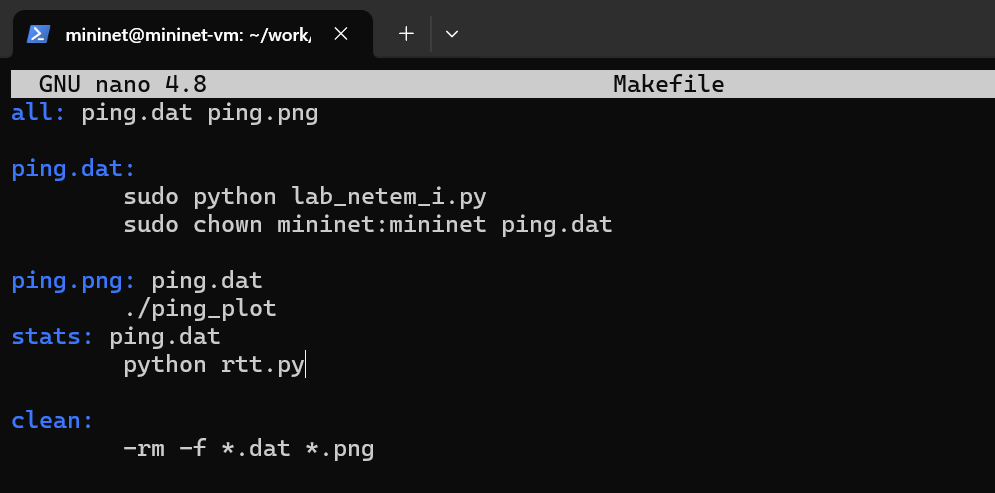 mininet@mininet-vm: ~/work/
GNU nano 4.8 Makefile
all: ping.dat ping.png
ping.dat:
sudo python lab_netem_i.py
sudo chown mininet:mininet ping.dat
ping.png: ping.dat
./ping_plot
stats: ping.dat
python rtt.py
clean:
-rm -f *.dat *.png